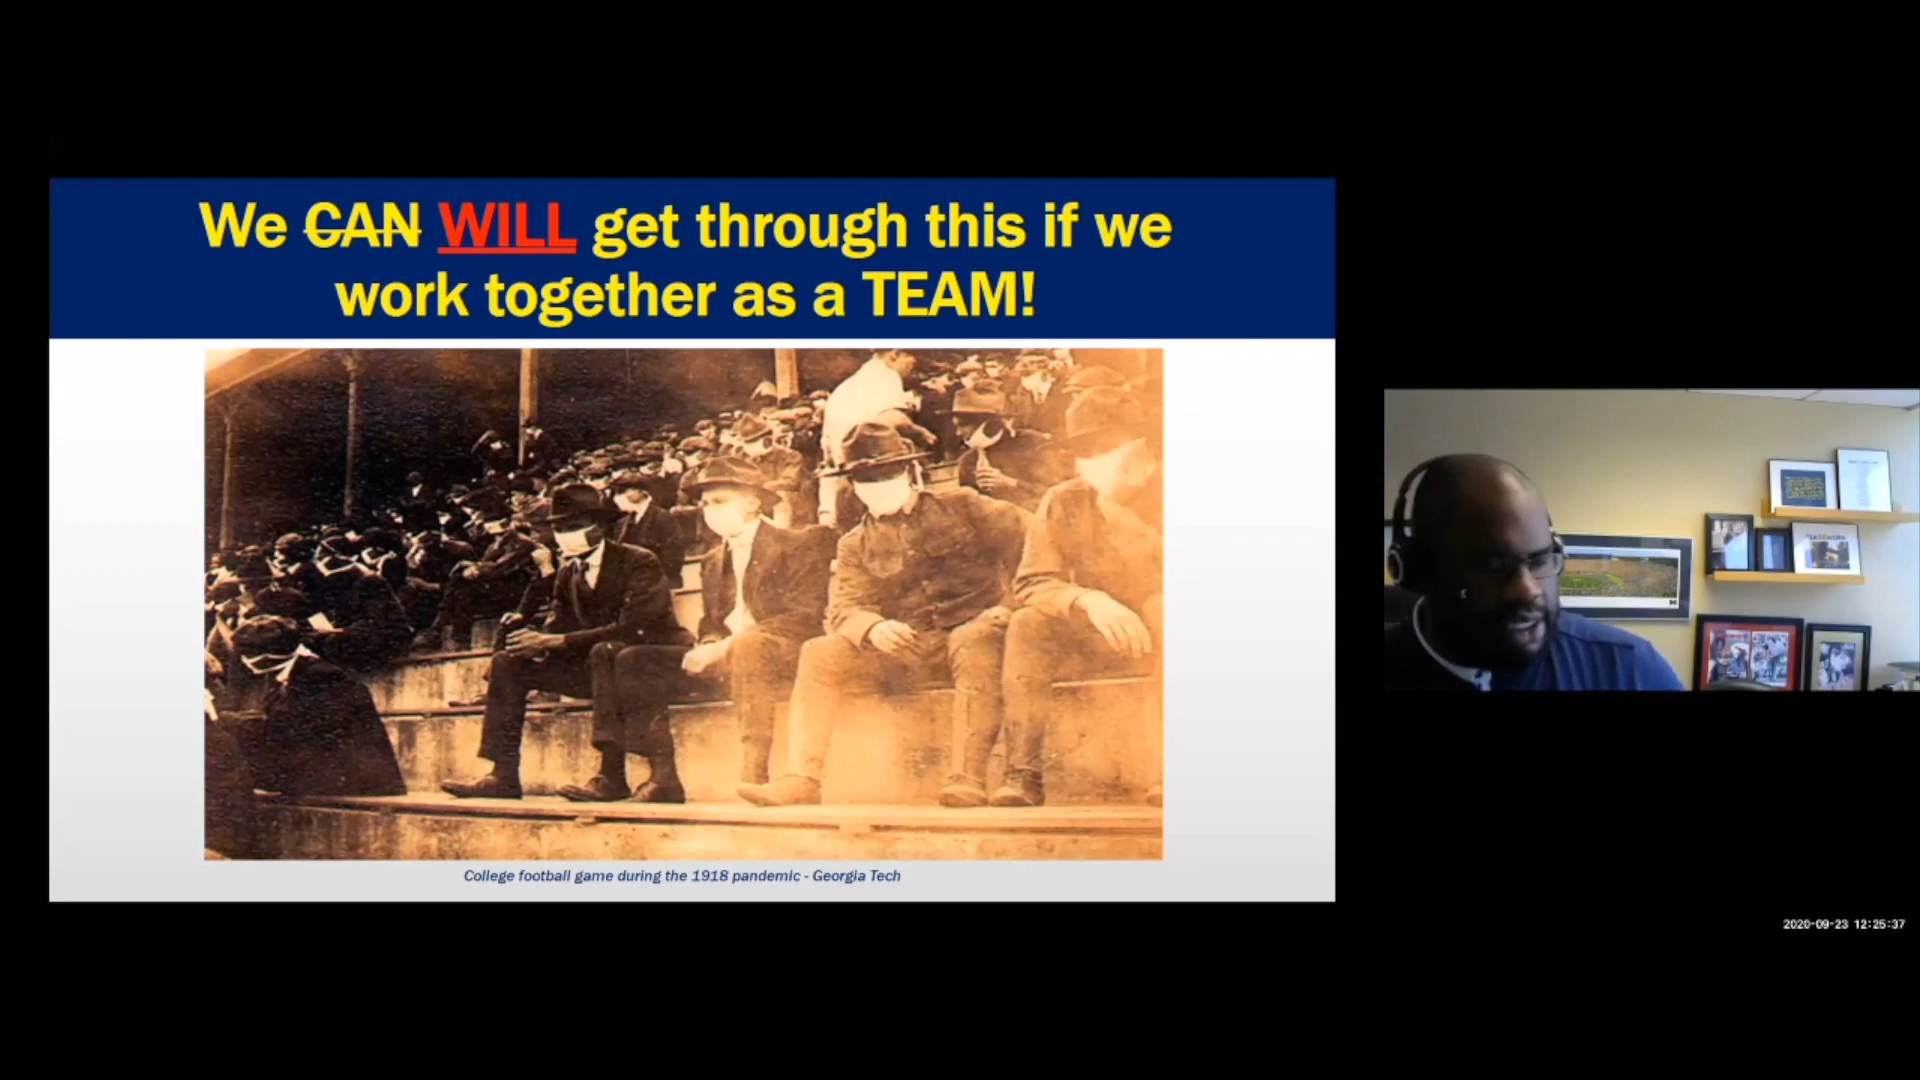 We CAN WILL get through this if we
work together as a TEAM!
College football game during the 1918 pandemic - Georgia Tech
2020-09-23 12:25:37